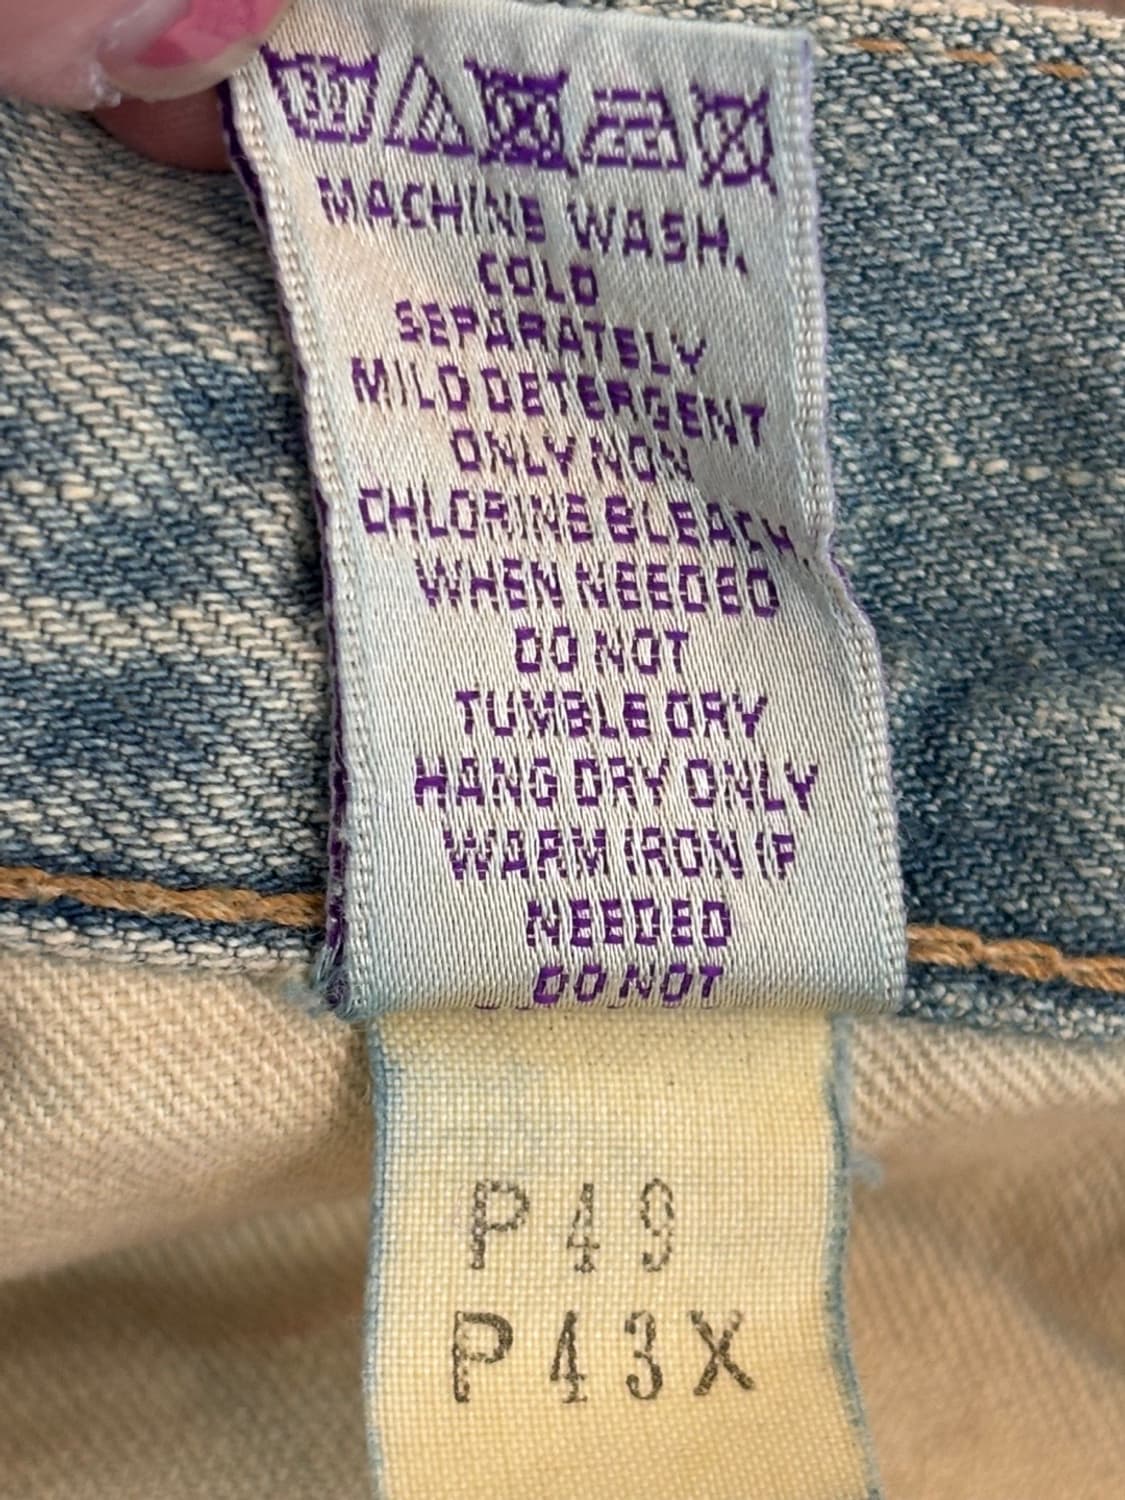 30
MACHINE WASH,
COLD
SEPARATELY
MILD DETERGENT
ONLY NON
CHLORINE BLEACH
WHEN NEEDED
DO NOT
TUMBLE DRY
HANG DRY ONLY
WARM IRON IF
NEEDED
DO NOT
P49
P43X